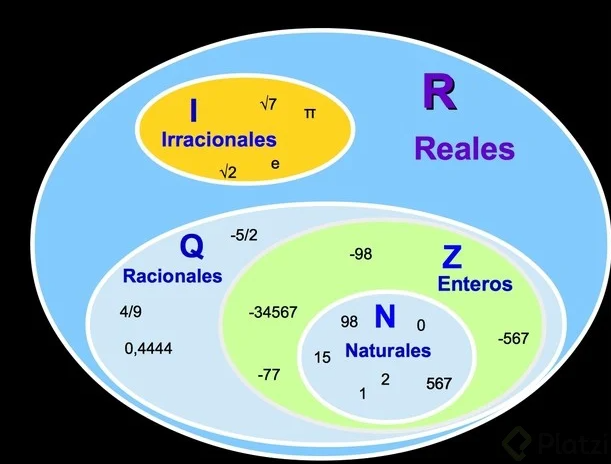 I
√7
π
Irracionales
√2
e
R
Reales
Q
-5/2
Racionales
4/9
0,4444
-98
Z
Enteros
-34567
-567
-77
98
N
0
Naturales
15
2
1
567
Platzi